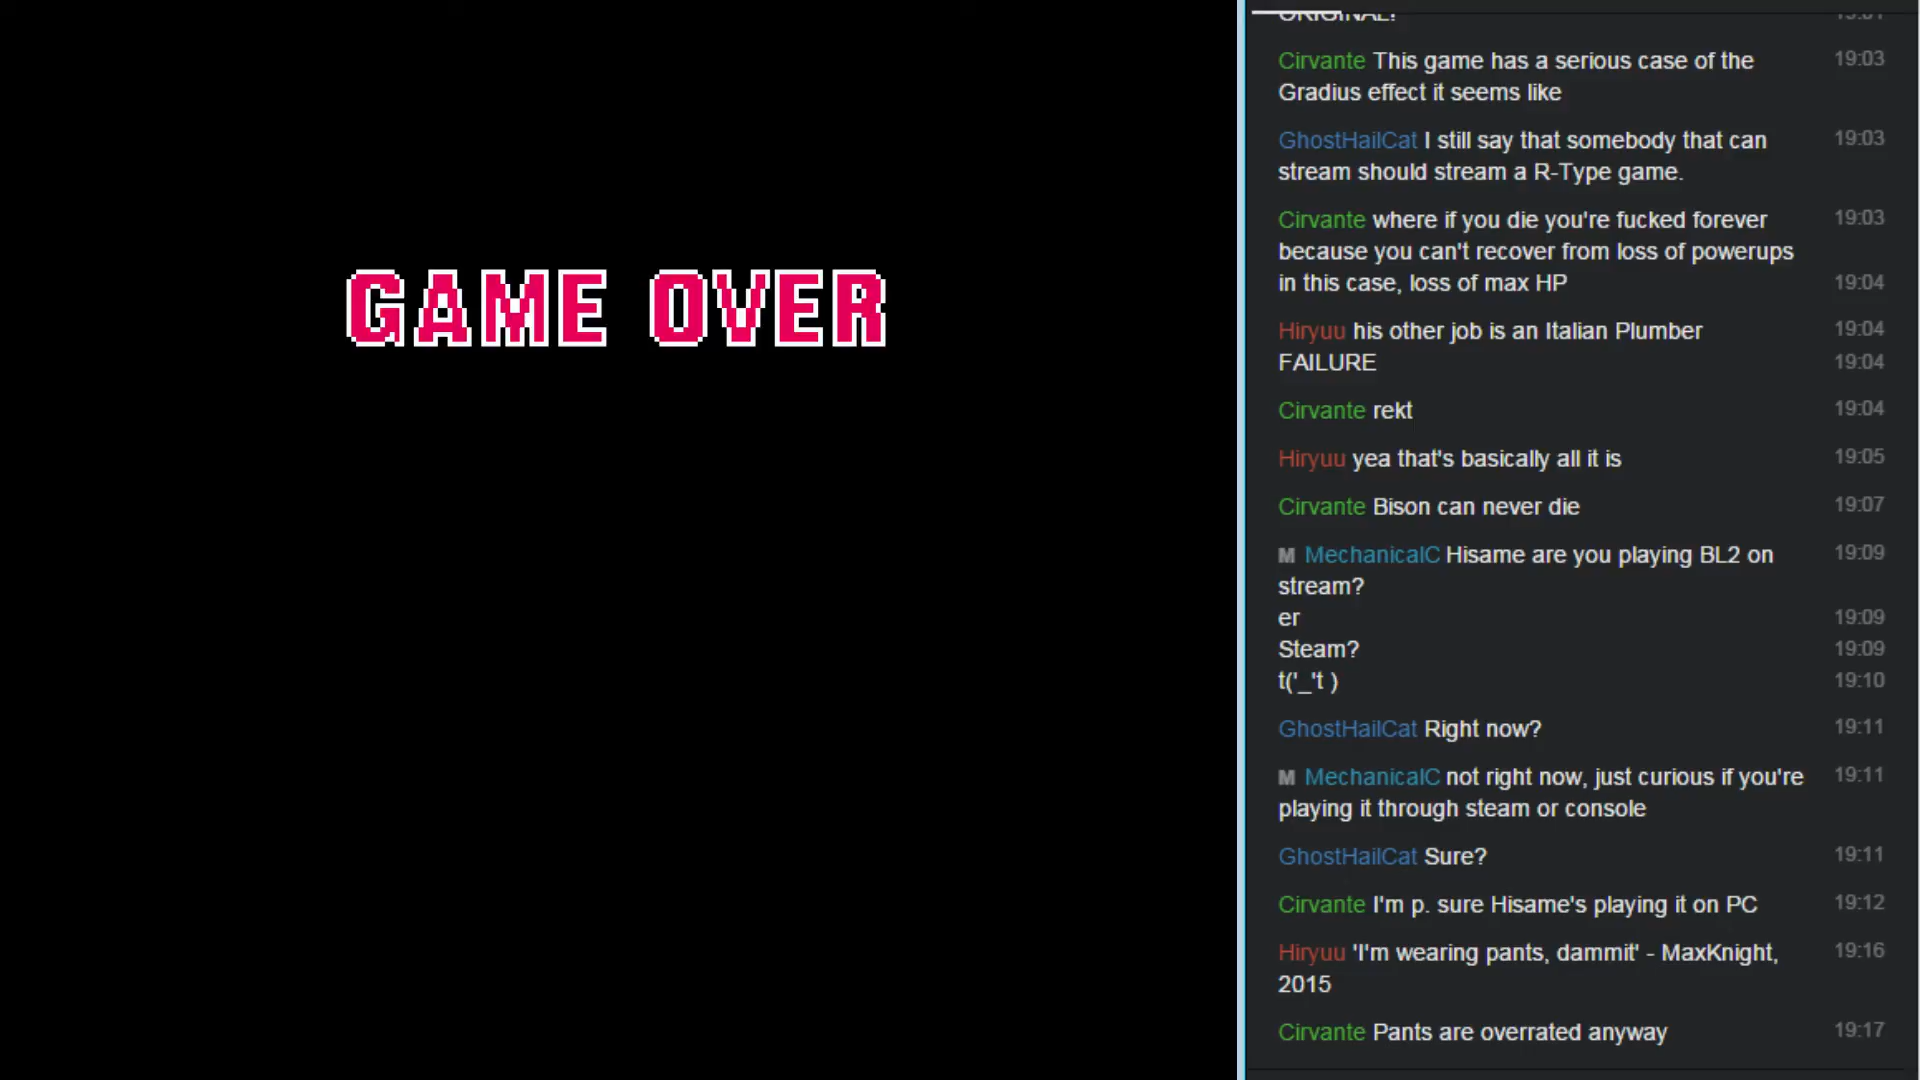 GAME OVER
ORIGINAL!
Cirvante This game has a serious case of the 19:03
Gradius effect it seems like
GhostHailCat I still say that somebody that can 19:03
stream should stream a R-Type game.
Cirvante where if you die you're fucked forever 19:03
because you can't recover from loss of powerups
in this case, loss of max HP 19:04
Hiryuu his other job is an Italian Plumber 19:04
FAILURE 19:04
Cirvante rekt 19:04
Hiryuu yea that's basically all it is 19:05
Cirvante Bison can never die 19:07
M MechanicalC Hisame are you playing BL2 on 19:09
stream?
er 19:09
Steam? 19:09
t('_'t ) 19:10
GhostHailCat Right now? 19:11
M MechanicalC not right now, just curious if you're 19:11
playing it through steam or console
GhostHailCat Sure? 19:11
Cirvante I'm p. sure Hisame's playing it on PC 19:12
Hiryuu 'I'm wearing pants, dammit' - MaxKnight, 19:16
2015
Cirvante Pants are overrated anyway 19:17